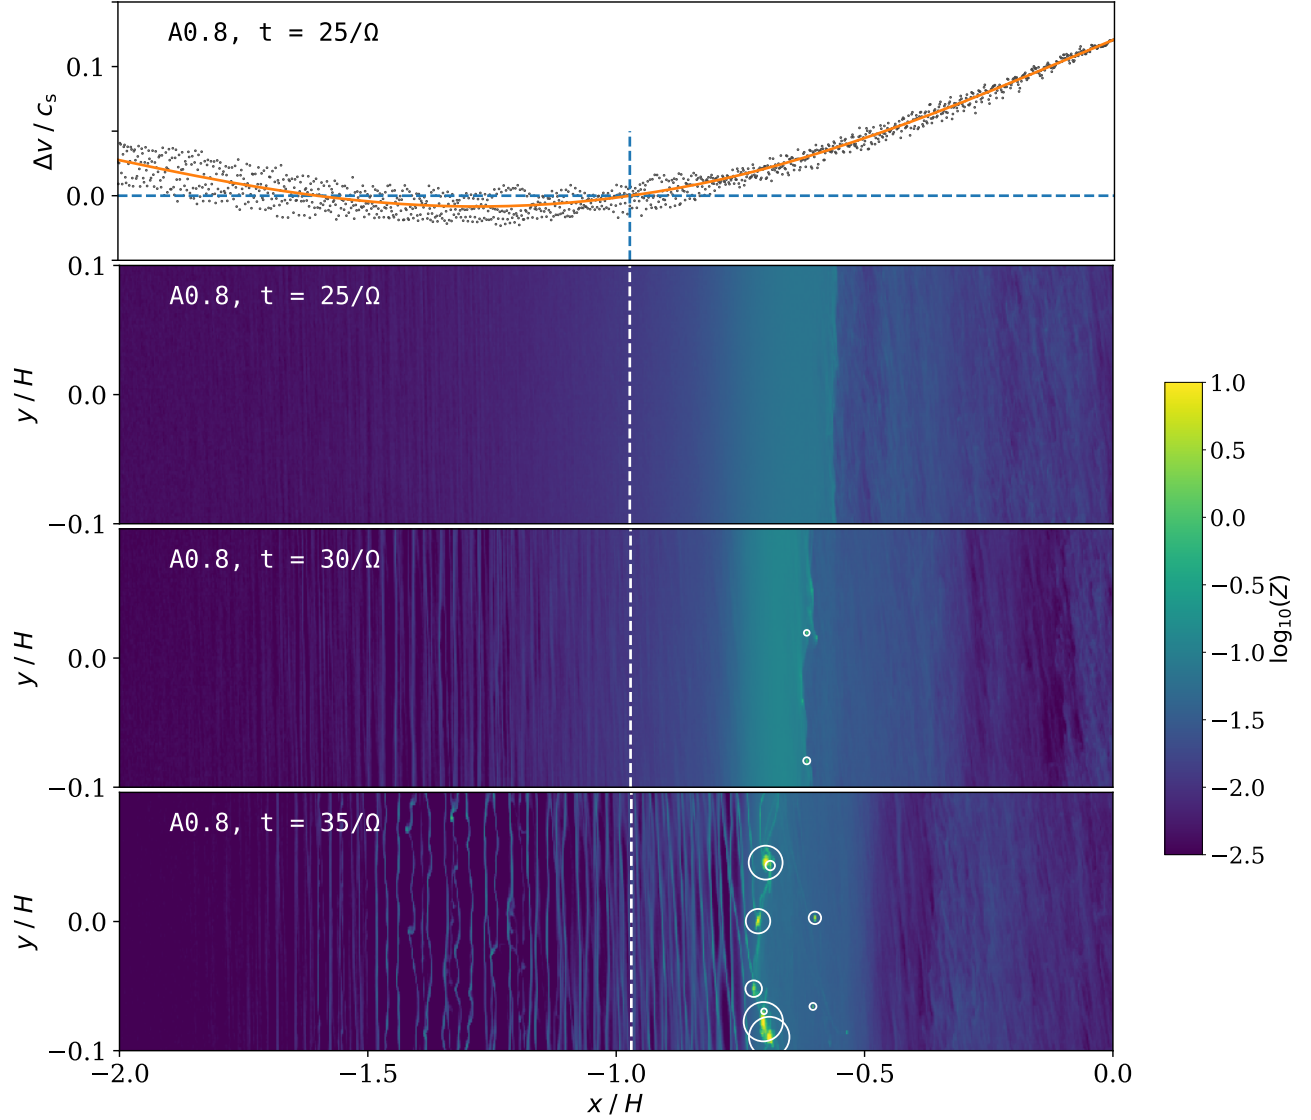 A0.8, t = 25/Ω
0.1
0.0
Δv / cₛ
A0.8, t = 25/Ω
0.1
0.0
−0.1
y / H
A0.8, t = 30/Ω
0.0
−0.1
y / H
A0.8, t = 35/Ω
0.0
−0.1
y / H
−2.0 −1.5 −1.0 −0.5 0.0
x / H
1.0
0.5
0.0
−0.5
−1.0
−1.5
−2.0
−2.5
log₁₀(Z)